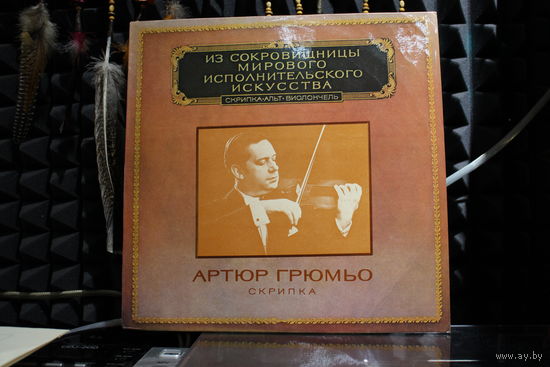 ИЗ СОКРОВИЩНИЦЫ
МИРОВОГО
ИСПОЛНИТЕЛЬСКОГО
ИСКУССТВА
СКРИПКА•АЛЬТ•ВИОЛОНЧЕЛЬ
АРТЮР ГРЮМЬО
СКРИПКА
www.ay.by